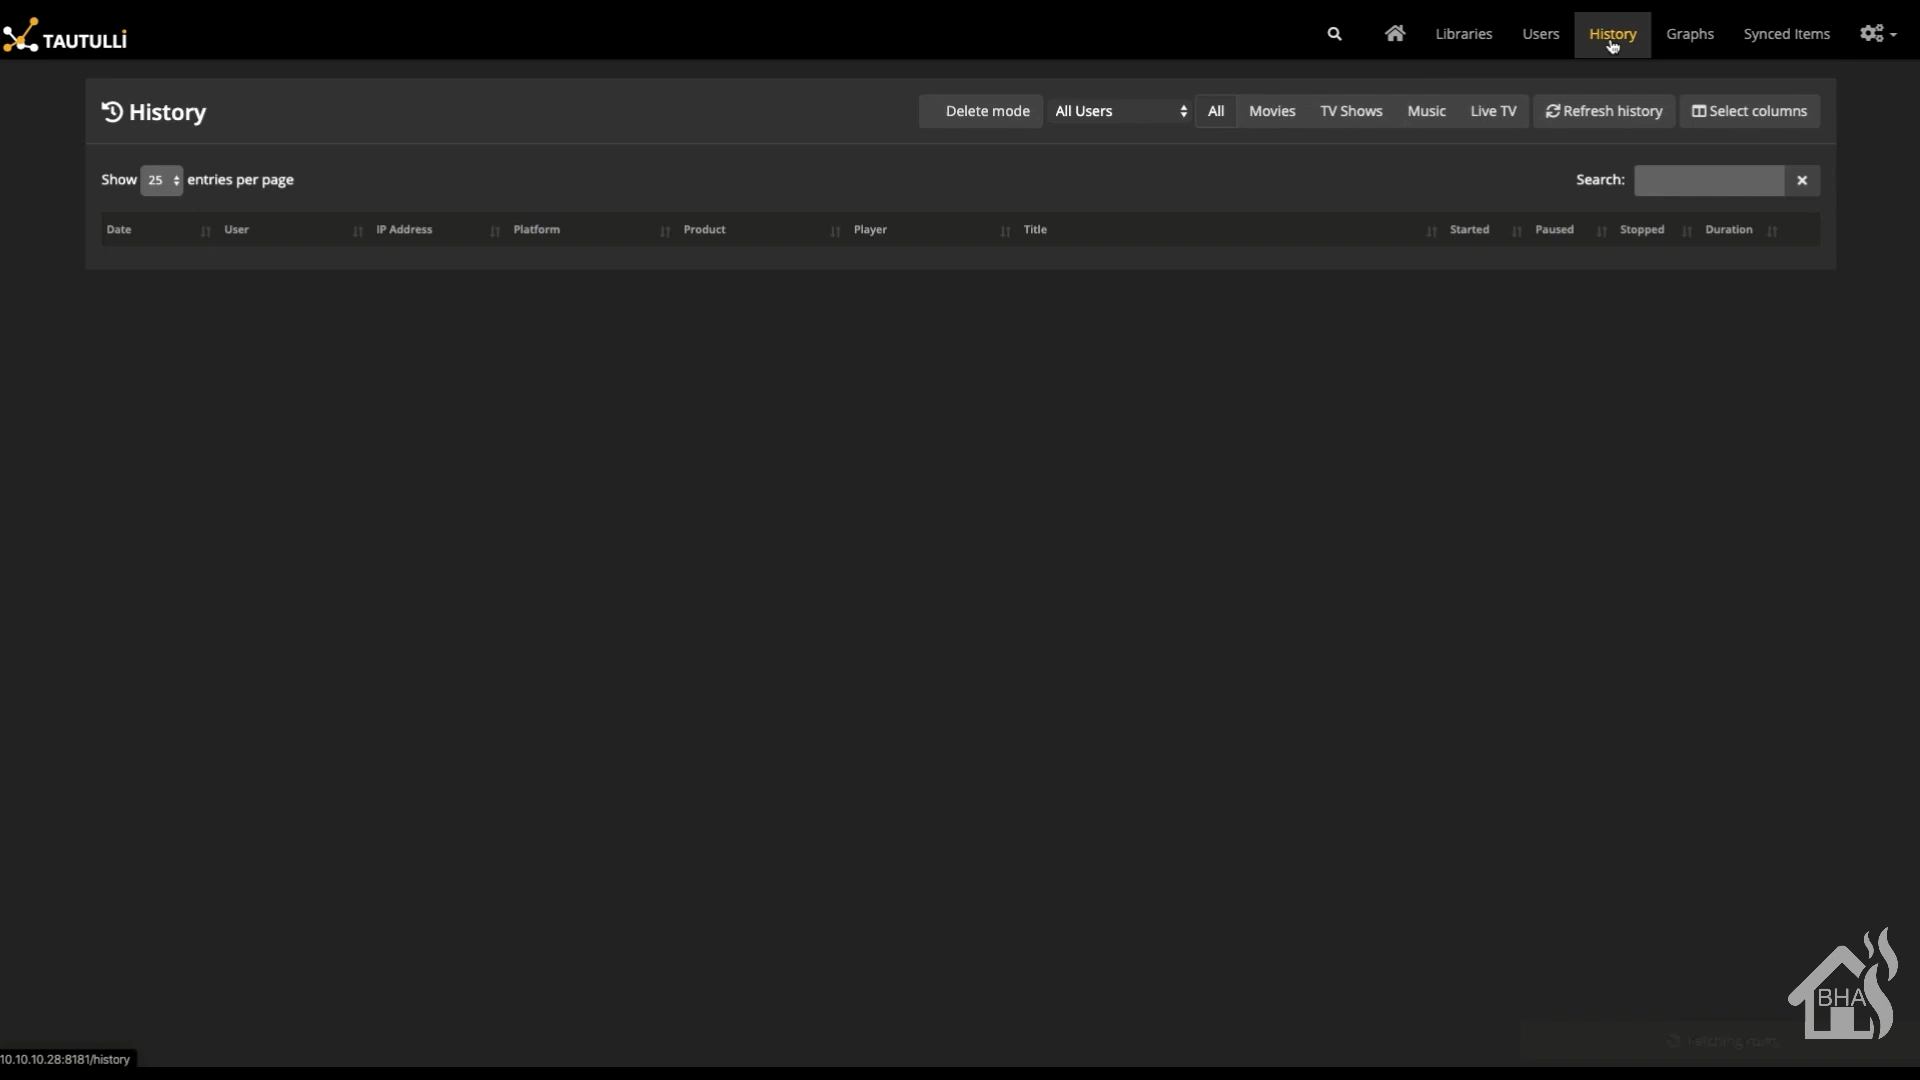 TAUTULLI
Libraries
Users
History
Graphs
Synced Items
History
Delete mode
All Users
All
Movies
TV Shows
Music
Live TV
Refresh history
Select columns
Show 25 entries per page
Search:
Date
User
IP Address
Platform
Product
Player
Title
Started
Paused
Stopped
Duration
BHA
10.10.10.28:8181/history